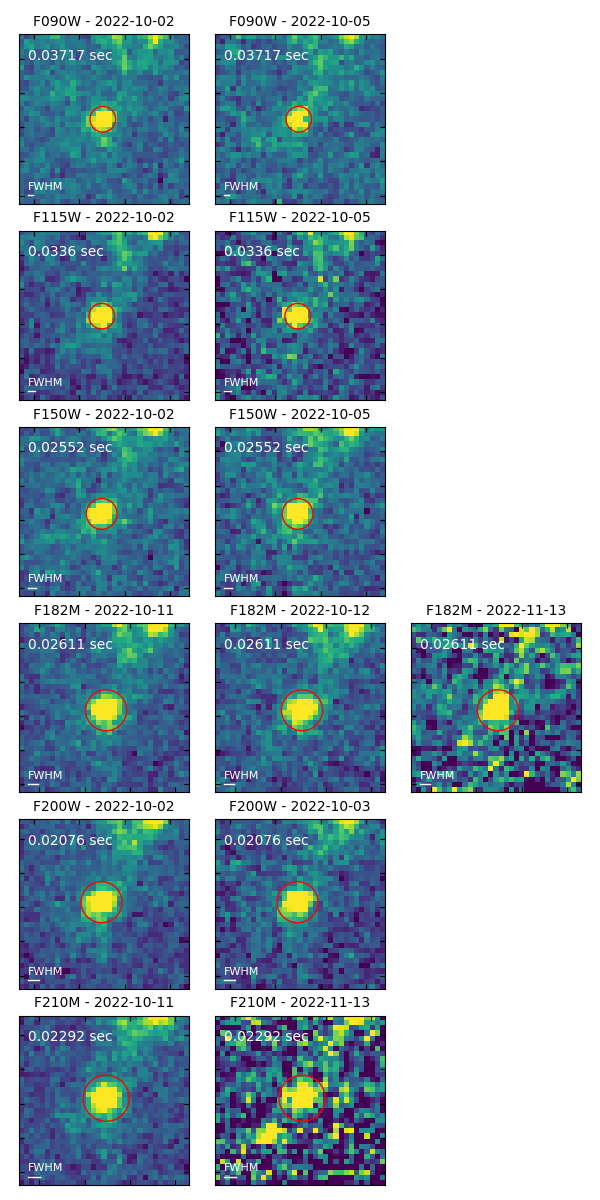 F090W - 2022-10-02
0.03717 sec
FWHM
F090W - 2022-10-05
0.03717 sec
FWHM
F115W - 2022-10-02
0.0336 sec
FWHM
F115W - 2022-10-05
0.0336 sec
FWHM
F150W - 2022-10-02
0.02552 sec
FWHM
F150W - 2022-10-05
0.02552 sec
FWHM
F182M - 2022-10-11
0.02611 sec
FWHM
F182M - 2022-10-12
0.02611 sec
FWHM
F182M - 2022-11-13
0.02611 sec
FWHM
F200W - 2022-10-02
0.02076 sec
FWHM
F200W - 2022-10-03
0.02076 sec
FWHM
F210M - 2022-10-11
0.02292 sec
FWHM
F210M - 2022-11-13
0.02292 sec
FWHM